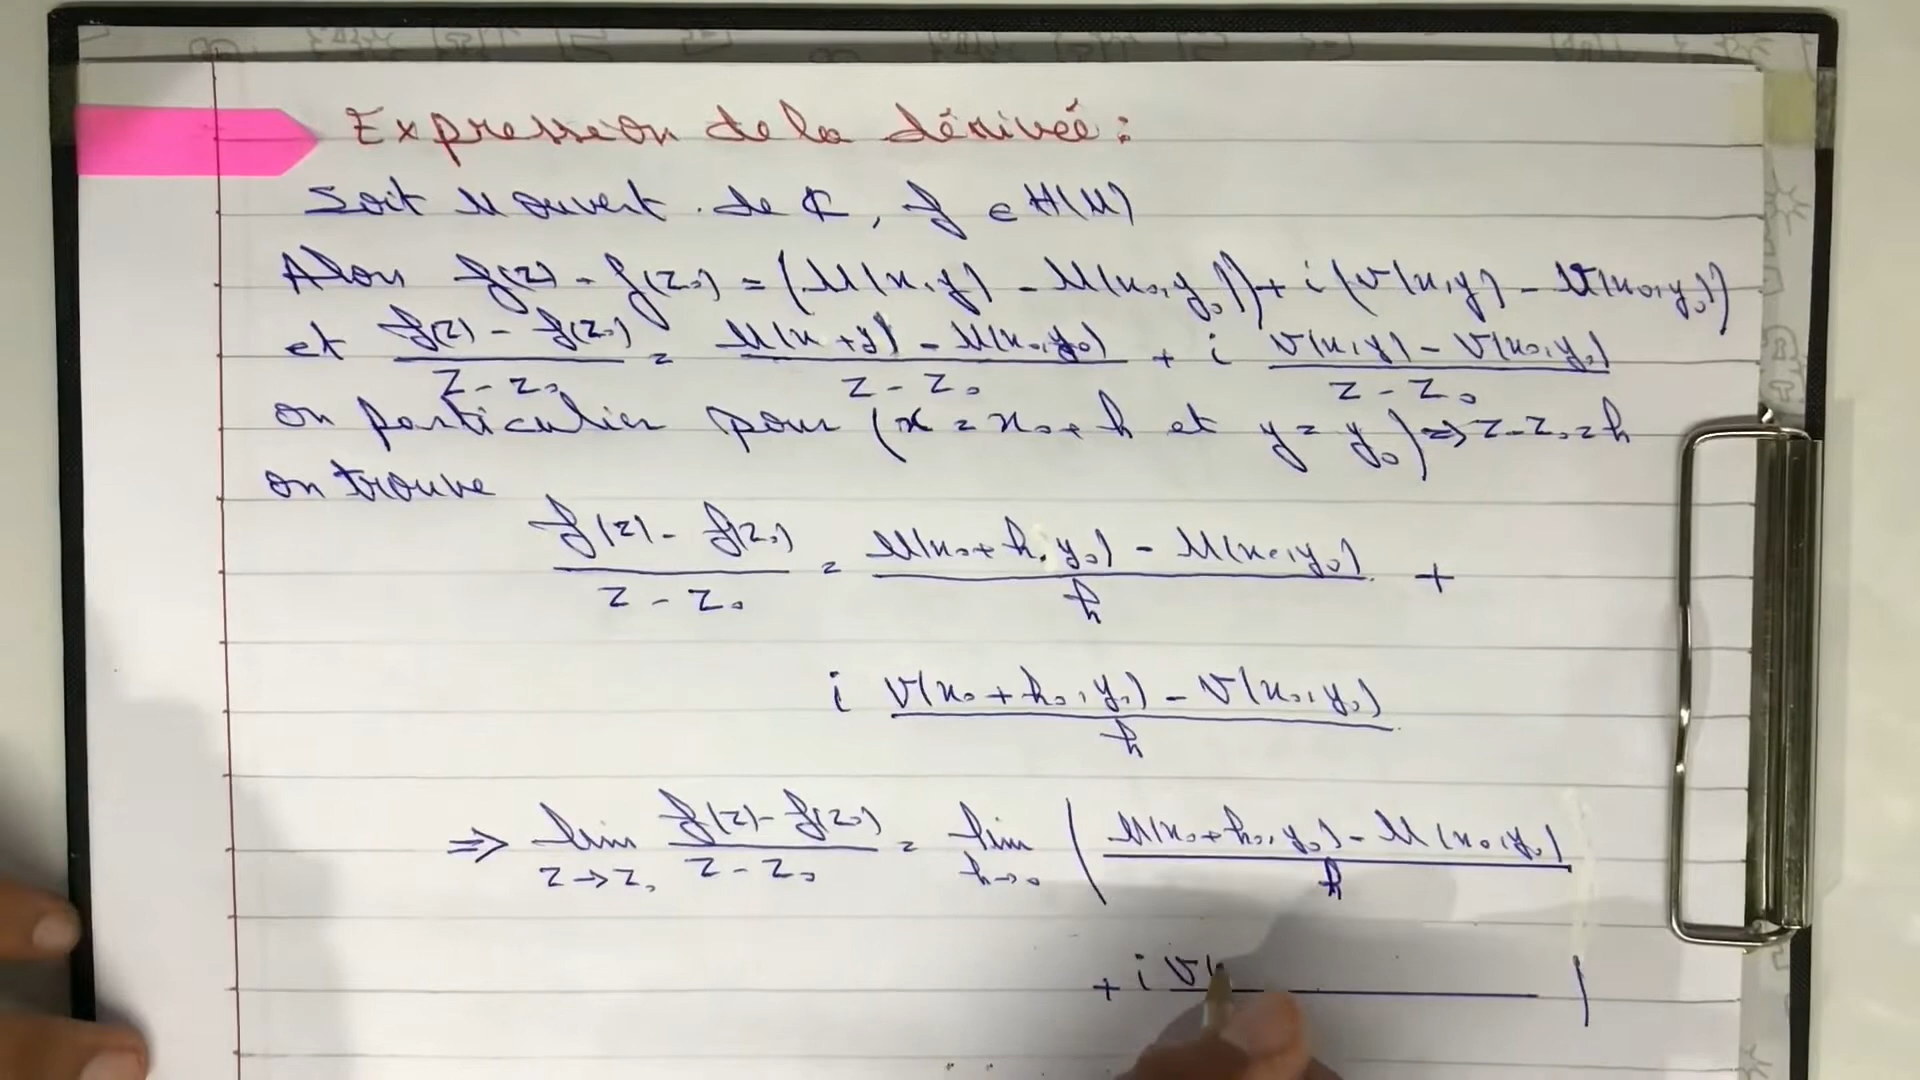 Expression de la dérivée :
Soit U ouvert de ℂ, f ∈ H(U)
Alors f(z) - f(z₀) = (U(x,y) - U(x₀,y₀)) + i (V(x,y) - V(x₀,y₀))
et (f(z) - f(z₀))/(z - z₀) = (U(x+y) - U(x₀,y₀))/(z - z₀) + i (V(x,y) - V(x₀,y₀))/(z - z₀)
en particulier pour (x = x₀ + h et y = y₀) ⇒ z - z₀ = h
on trouve
(f(z) - f(z₀))/(z - z₀) = (U(x₀+h, y₀) - U(x₀,y₀))/h +
i (V(x₀ + h₀, y₀) - V(x₀, y₀))/h
⇒ lim z→z₀ (f(z) - f(z₀))/(z - z₀) = lim h→0 ( (U(x₀+h₀, y₀) - U(x₀,y₀))/h
+ i V( )